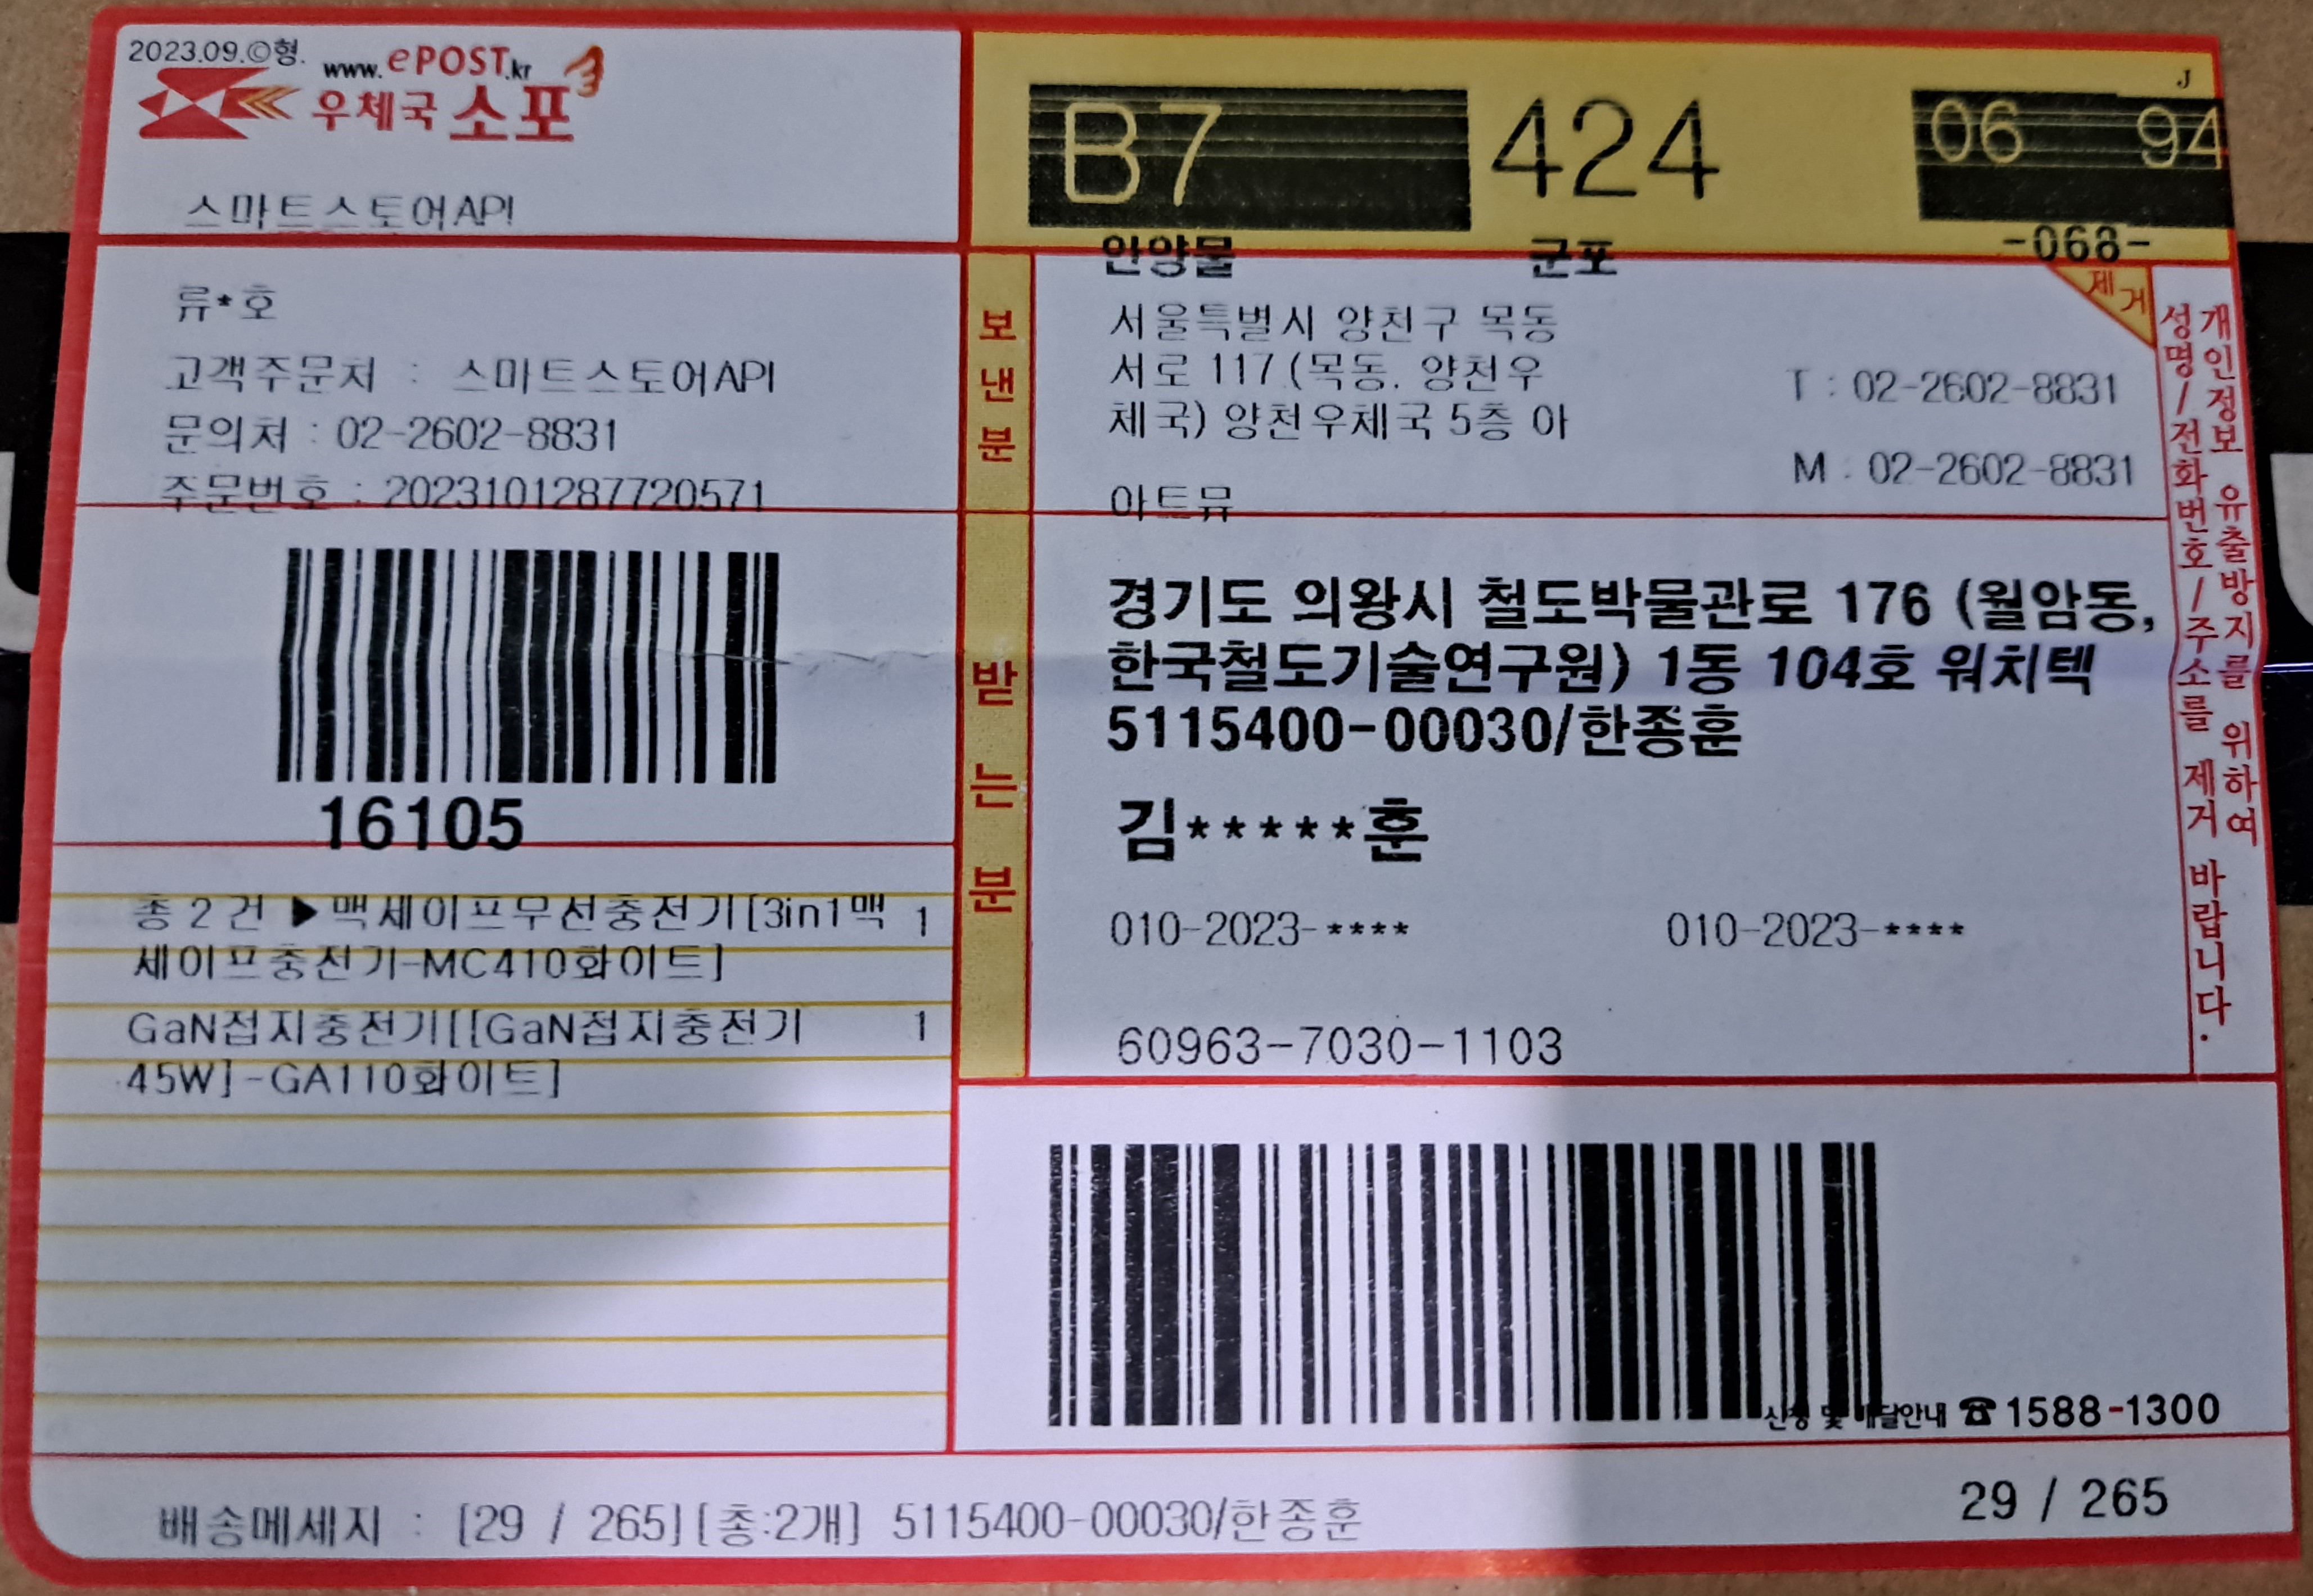 2023.09.ⓒ형.
www.ePOST.kr
우체국 소포
스마트스토어API
J
B7 424 06 94
안양물 군포 -068-
제거
류*호
고객주문처 : 스마트스토어API
문의처 : 02-2602-8831
주문번호 : 2023101287720571
보낸분
서울특별시 양천구 목동
서로 117 (목동, 양천우
체국) 양천우체국 5층 아
아트뮤
T : 02-2602-8831
M : 02-2602-8831
개인정보 유출방지를 위하여
성명/전화번호/주소를 제거 바랍니다.
16105
받는분
경기도 의왕시 철도박물관로 176 (월암동,
한국철도기술연구원) 1동 104호 워치텍
5115400-00030/한종훈
김*****훈
010-2023-**** 010-2023-****
60963-7030-1103
총 2 건 ▶맥세이프무선충전기[3in1맥 1
세이프충전기-MC410화이트]
GaN접지충전기[[GaN접지충전기 1
45W]-GA110화이트]
신청 및 배달안내 ☎1588-1300
배송메세지 : [29 / 265][총:2개] 5115400-00030/한종훈
29 / 265